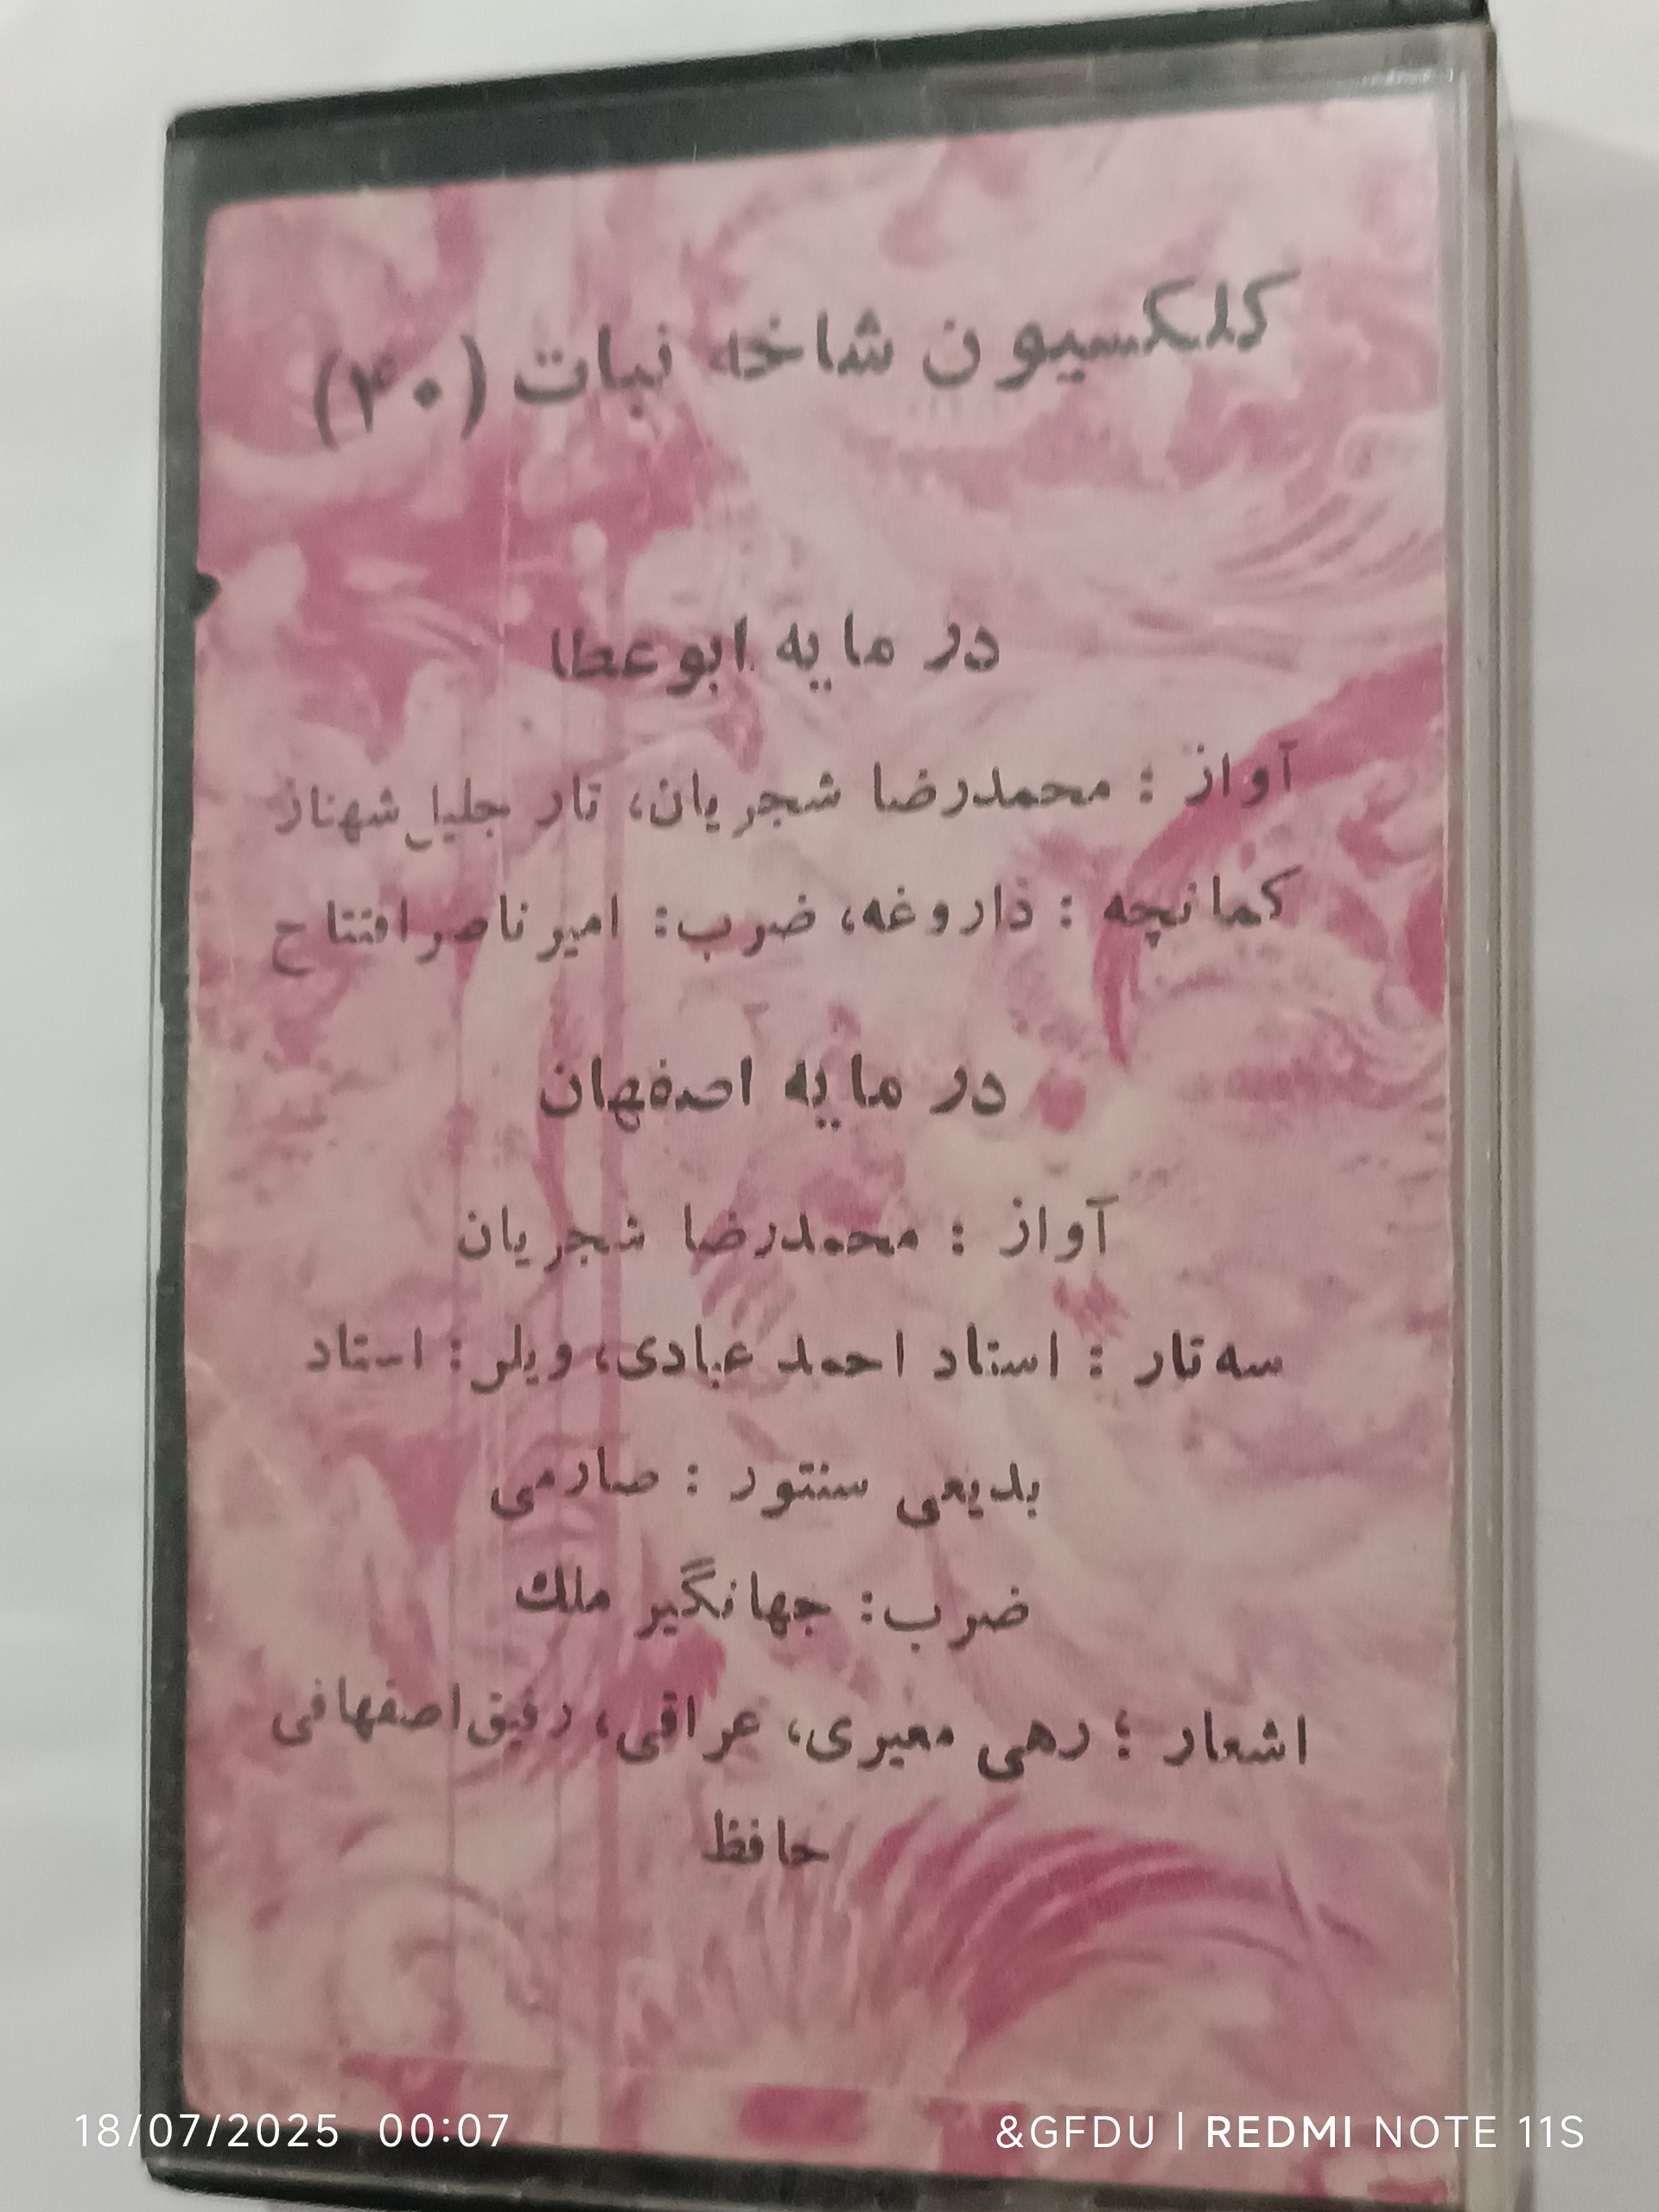 کلکسیون شاخه نبات (۴۰)
در مایه ابوعطا
آواز : محمدرضا شجریان، تار جلیل شهناز
کمانچه : داروغه، ضرب: امیر ناصر افتتاح
در مایه اصفهان
آواز : محمدرضا شجریان
سه تار : استاد احمد عبادی، ویلر : استاد
بدیعی سنتور : صارمی
ضرب: جهانگیر ملك
اشعار ؛ رهی معیری، عراقی، رفیق اصفهانی
حافظ
18/07/2025 00:07
&GFDU | REDMI NOTE 11S